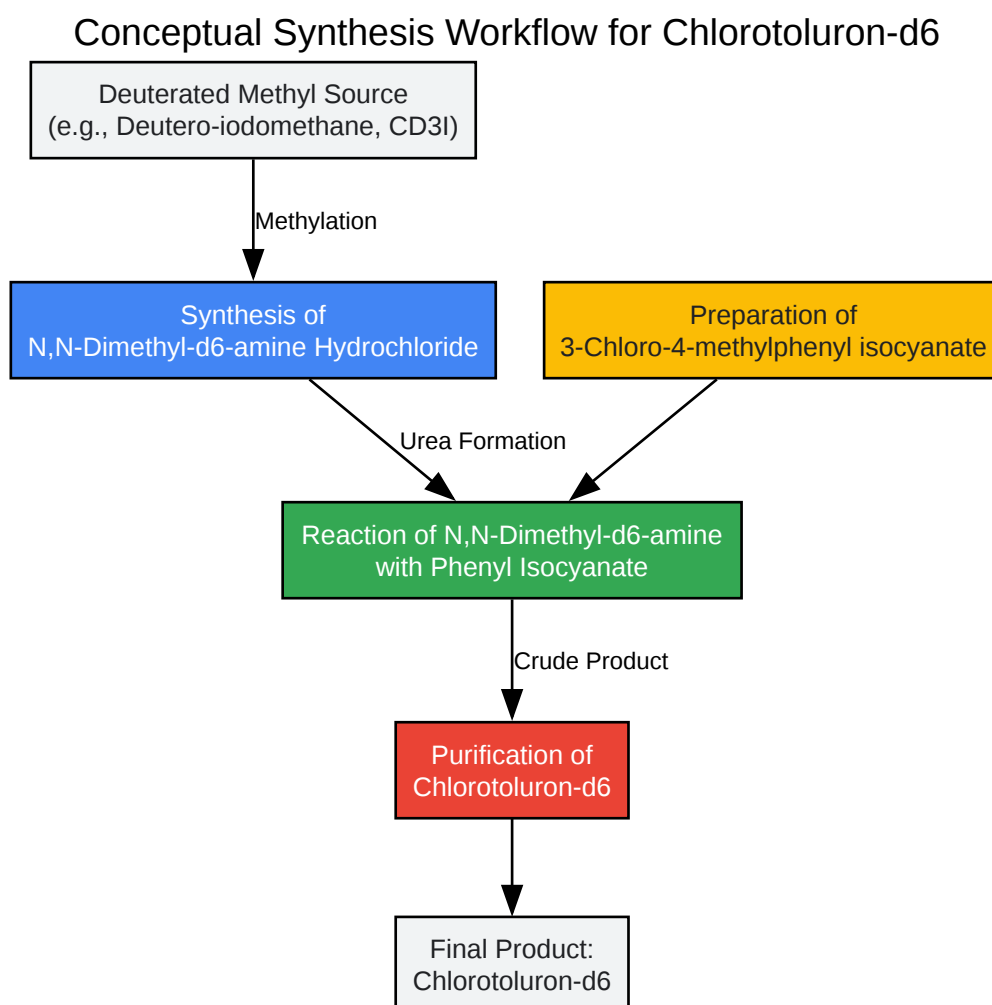 Conceptual Synthesis Workflow for Chlorotoluron-d6
Deuterated Methyl Source
(e.g., Deutero-iodomethane, CD3I)
Methylation
Synthesis of
N,N-Dimethyl-d6-amine Hydrochloride
Preparation of
3-Chloro-4-methylphenyl isocyanate
Urea Formation
Reaction of N,N-Dimethyl-d6-amine
with Phenyl Isocyanate
Crude Product
Purification of
Chlorotoluron-d6
Final Product:
Chlorotoluron-d6